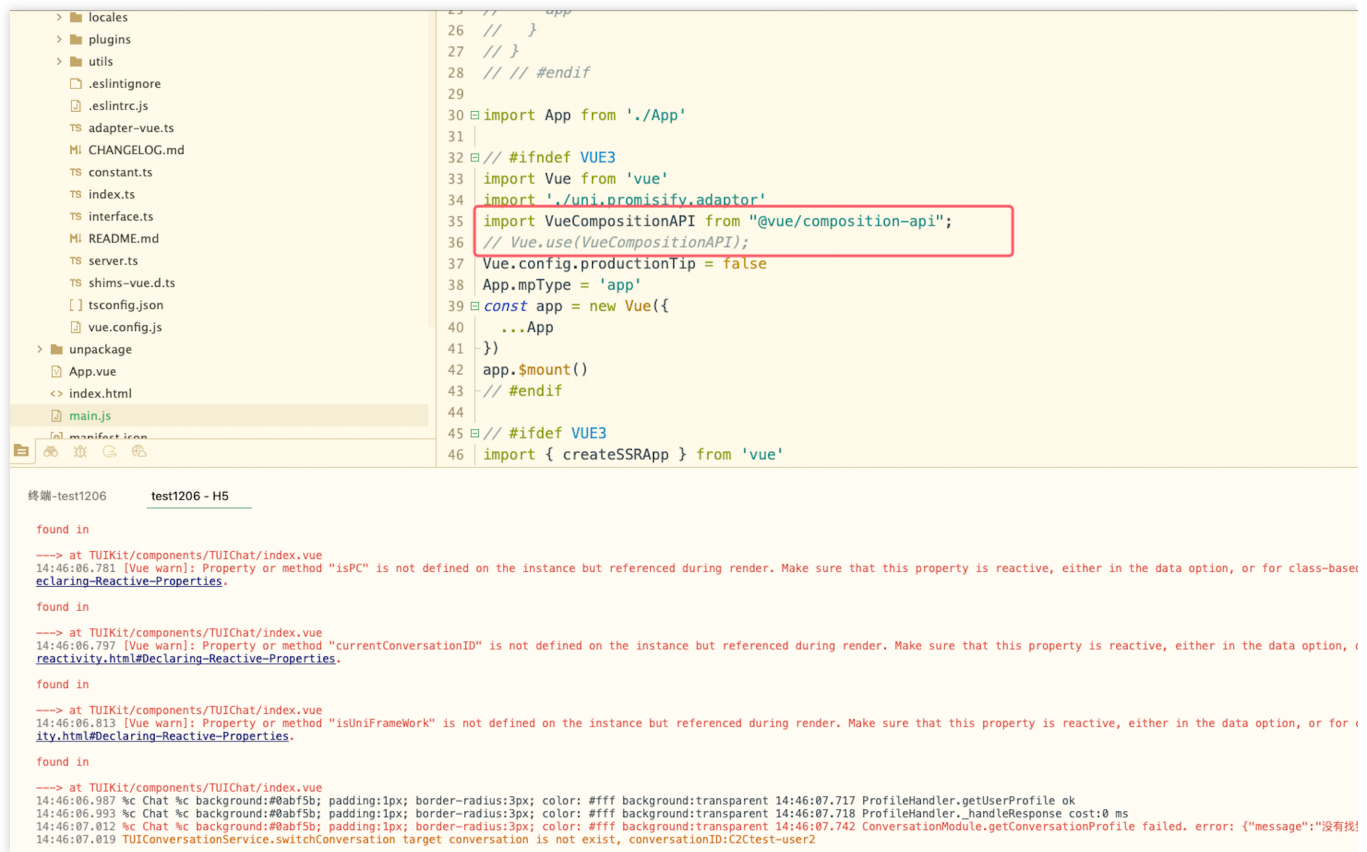 locales
plugins
utils
.eslintignore
.eslintrc.js
TS adapter-vue.ts
M↓ CHANGELOG.md
TS constant.ts
TS index.ts
TS interface.ts
M↓ README.md
TS server.ts
TS shims-vue.d.ts
[ ] tsconfig.json
vue.config.js
unpackage
App.vue
<> index.html
main.js
manifest.json
25 // app
26 // }
27 // }
28 // // #endif
29
30 import App from './App'
31
32 // #ifndef VUE3
33 import Vue from 'vue'
34 import './uni.promisify.adaptor'
35 import VueCompositionAPI from "@vue/composition-api";
36 // Vue.use(VueCompositionAPI);
37 Vue.config.productionTip = false
38 App.mpType = 'app'
39 const app = new Vue({
40 ...App
41 })
42 app.$mount()
43 // #endif
44
45 // #ifdef VUE3
46 import { createSSRApp } from 'vue'
终端-test1206 test1206 - H5
found in
---> at TUIKit/components/TUIChat/index.vue
14:46:06.781 [Vue warn]: Property or method "isPC" is not defined on the instance but referenced during render. Make sure that this property is reactive, either in the data option, or for class-based
eclaring-Reactive-Properties.
found in
---> at TUIKit/components/TUIChat/index.vue
14:46:06.797 [Vue warn]: Property or method "currentConversationID" is not defined on the instance but referenced during render. Make sure that this property is reactive, either in the data option,
reactivity.html#Declaring-Reactive-Properties.
found in
---> at TUIKit/components/TUIChat/index.vue
14:46:06.813 [Vue warn]: Property or method "isUniFrameWork" is not defined on the instance but referenced during render. Make sure that this property is reactive, either in the data option, or for
ity.html#Declaring-Reactive-Properties.
found in
---> at TUIKit/components/TUIChat/index.vue
14:46:06.987 %c Chat %c background:#0abf5b; padding:1px; border-radius:3px; color: #fff background:transparent 14:46:07.717 ProfileHandler.getUserProfile ok
14:46:06.993 %c Chat %c background:#0abf5b; padding:1px; border-radius:3px; color: #fff background:transparent 14:46:07.718 ProfileHandler._handleResponse cost:0 ms
14:46:07.012 %c Chat %c background:#0abf5b; padding:1px; border-radius:3px; color: #fff background:transparent 14:46:07.742 ConversationModule.getConversationProfile failed. error: {"message":"没有找
14:46:07.019 TUIConversationService.switchConversation target conversation is not exist, conversationID:C2Ctest-user2